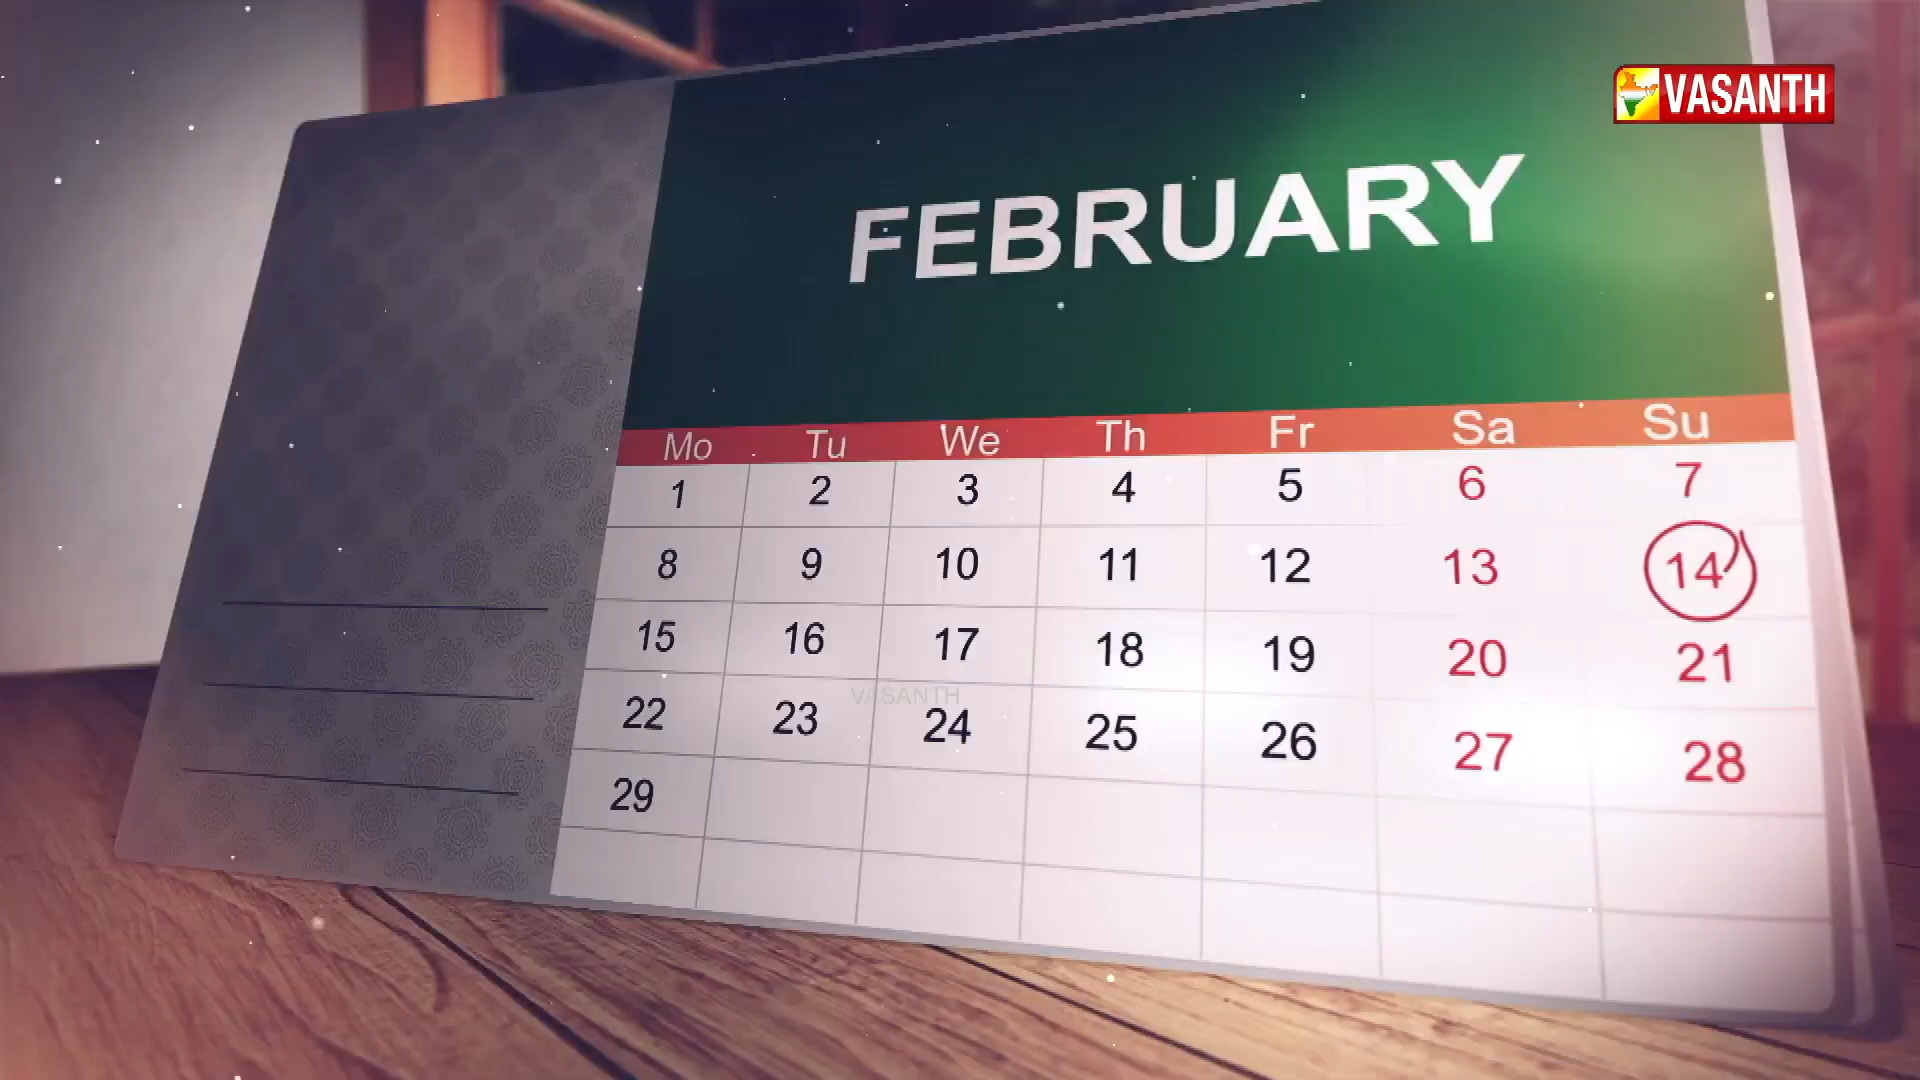 VASANTH
FEBRUARY
Mo Tu We Th Fr Sa Su
1 2 3 4 5 6 7
8 9 10 11 12 13 14
15 16 17 18 19 20 21
VASANTH
22 23 24 25 26 27 28
29